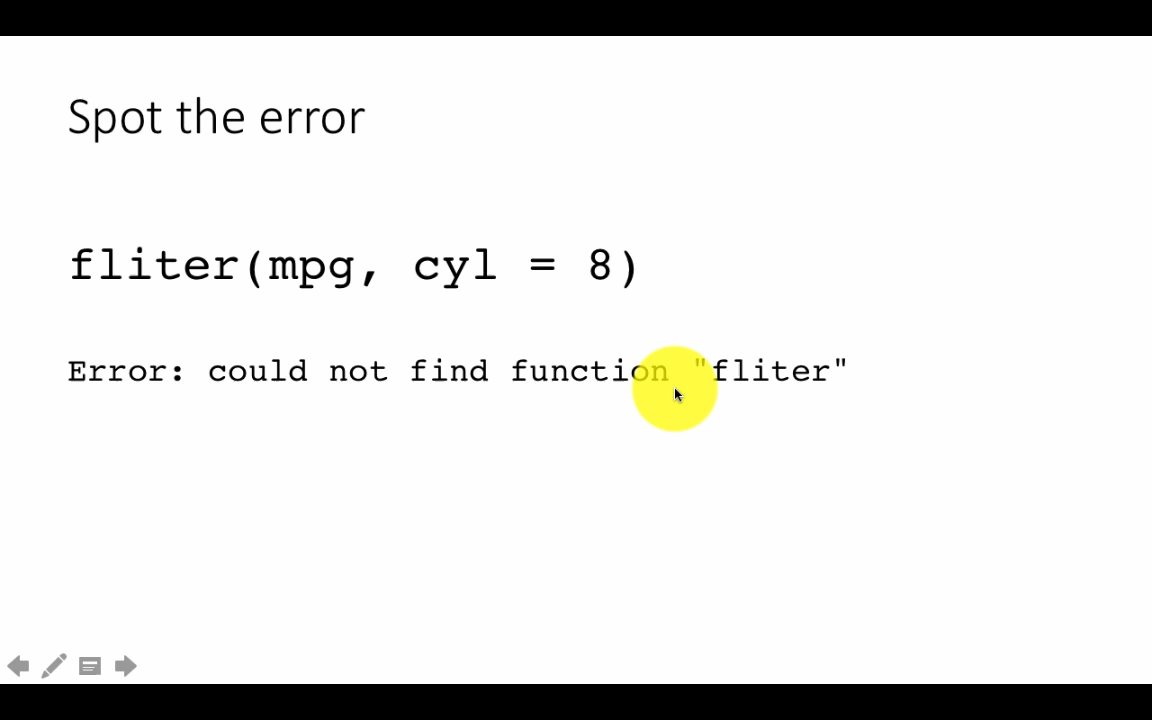 Spot the error
fliter(mpg, cyl = 8)
Error: could not find function "fliter"